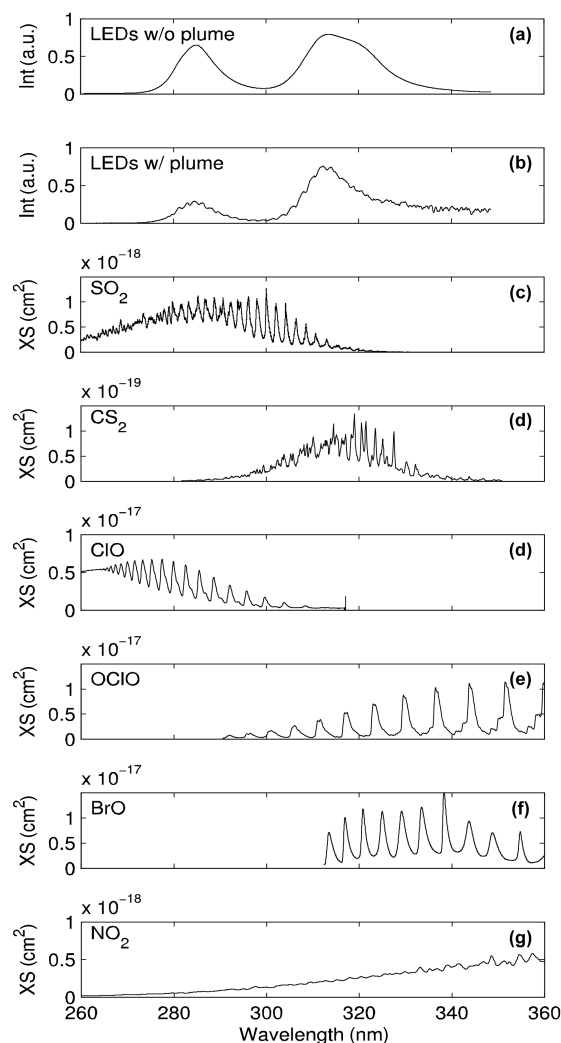 LEDs w/o plume (a)
Int (a.u.)
1
0.5
0
LEDs w/ plume (b)
Int (a.u.)
1
0.5
0
x 10⁻¹⁸
SO₂ (c)
XS (cm²)
1
0.5
0
x 10⁻¹⁹
CS₂ (d)
XS (cm²)
1
0.5
0
x 10⁻¹⁷
ClO (d)
XS (cm²)
1
0.5
0
x 10⁻¹⁷
OClO (e)
XS (cm²)
1
0.5
0
x 10⁻¹⁷
BrO (f)
XS (cm²)
1
0.5
0
x 10⁻¹⁸
NO₂ (g)
XS (cm²)
1
0.5
0
260 280 300 320 340 360
Wavelength (nm)